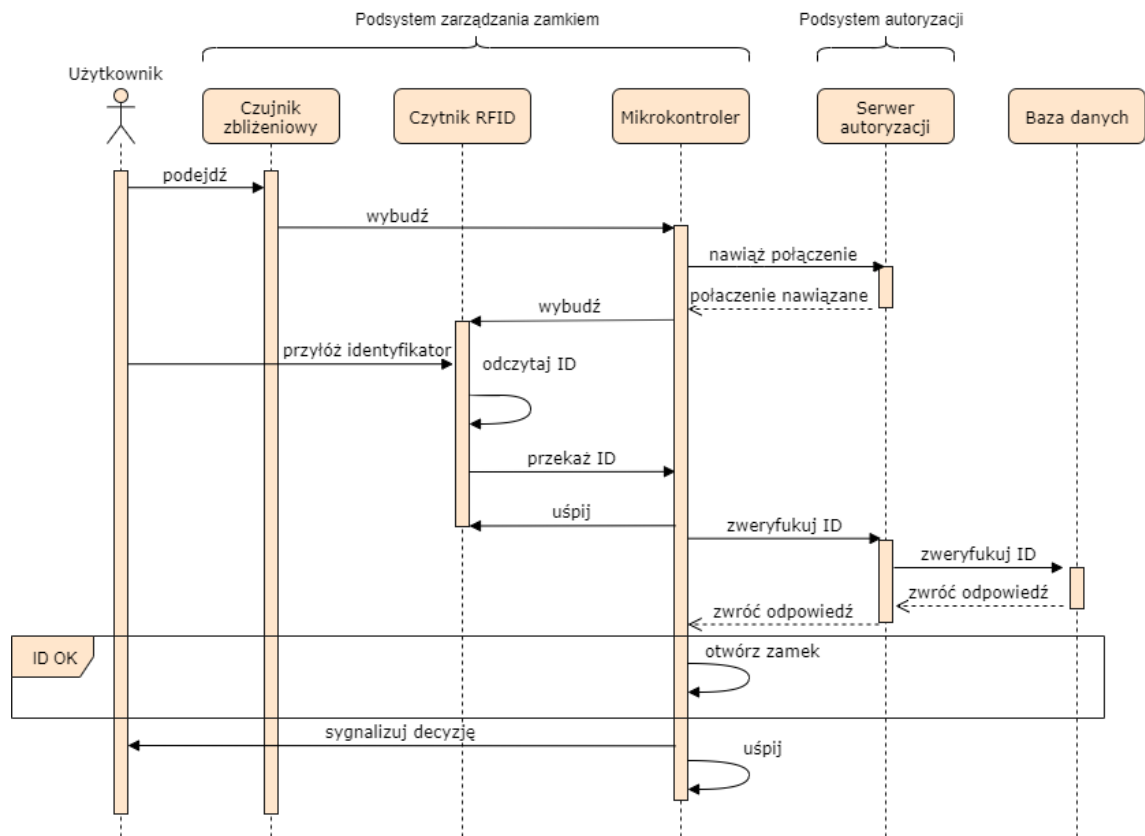 Podsystem zarządzania zamkiem
Podsystem autoryzacji
Użytkownik
Czujnik
zbliżeniowy
Czytnik RFID
Mikrokontroler
Serwer
autoryzacji
Baza danych
podejdź
wybudź
nawiąż połączenie
połaczenie nawiązane
wybudź
przyłóż identyfikator
odczytaj ID
przekaż ID
uśpij
zweryfukuj ID
zweryfukuj ID
zwróć odpowiedź
zwróć odpowiedź
ID OK
otwórz zamek
sygnalizuj decyzję
uśpij